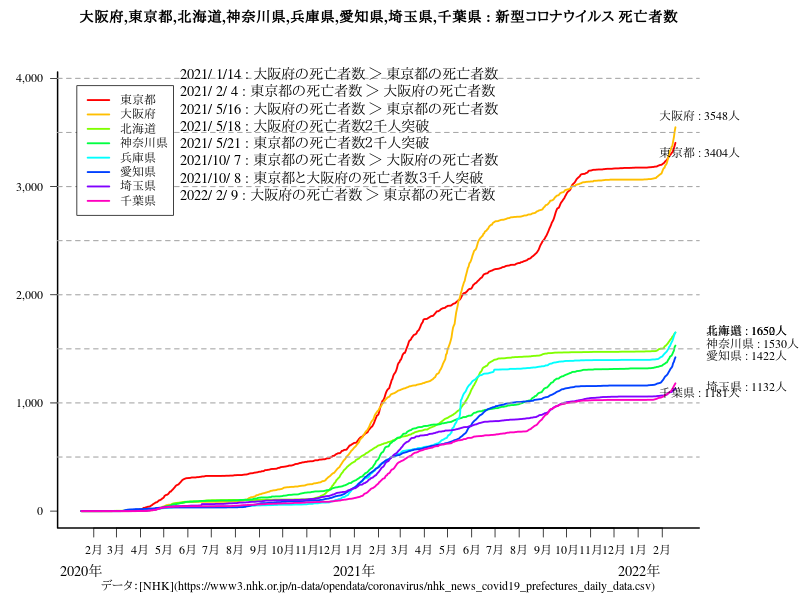 大阪府,東京都,北海道,神奈川県,兵庫県,愛知県,埼玉県,千葉県 : 新型コロナウイルス 死亡者数
2021/ 1/14 : 大阪府の死亡者数 ＞ 東京都の死亡者数
2021/ 2/ 4 : 東京都の死亡者数 ＞ 大阪府の死亡者数
2021/ 5/16 : 大阪府の死亡者数 ＞ 東京都の死亡者数
2021/ 5/18 : 大阪府の死亡者数2千人突破
2021/ 5/21 : 東京都の死亡者数2千人突破
2021/10/ 7 : 東京都の死亡者数 ＞ 大阪府の死亡者数
2021/10/ 8 : 東京都と大阪府の死亡者数3千人突破
2022/ 2/ 9 : 大阪府の死亡者数 ＞ 東京都の死亡者数
東京都
大阪府
北海道
神奈川県
兵庫県
愛知県
埼玉県
千葉県
4,000
3,000
2,000
1,000
0
大阪府 : 3548人
東京都 : 3404人
神奈川県 : 1530人
愛知県 : 1422人
埼玉県 : 1132人
千葉県 : 1181人
2月 3月 4月 5月 6月 7月 8月 9月 10月 11月 12月 1月 2月 3月 4月 5月 6月 7月 8月 9月 10月 11月 12月 1月 2月
2020年 2021年 2022年
データ : [NHK](https://www3.nhk.or.jp/n-data/opendata/coronavirus/nhk_news_covid19_prefectures_daily_data.csv)